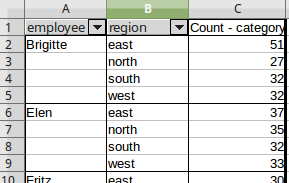 A B C
1 employee region Count - category
2 Brigitte east 51
3 north 27
4 south 32
5 west 32
6 Elen east 37
7 north 35
8 south 32
9 west 33
10 Fritz east 30